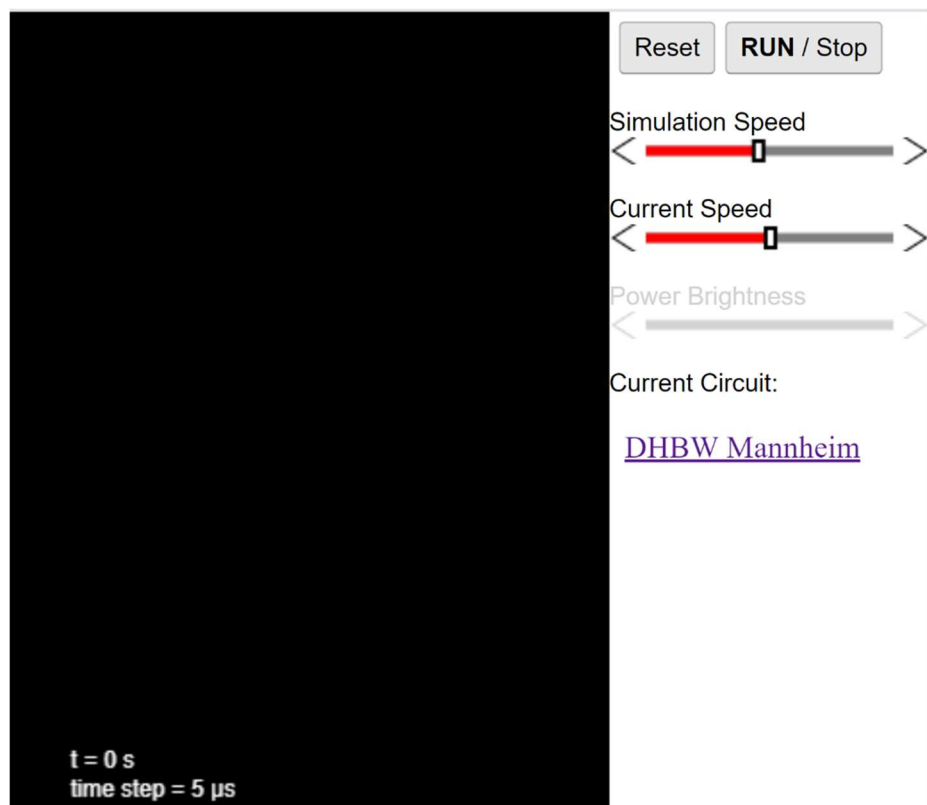 Reset
RUN / Stop
Simulation Speed
Current Speed
Power Brightness
Current Circuit:
DHBW Mannheim
t = 0 s
time step = 5 µs